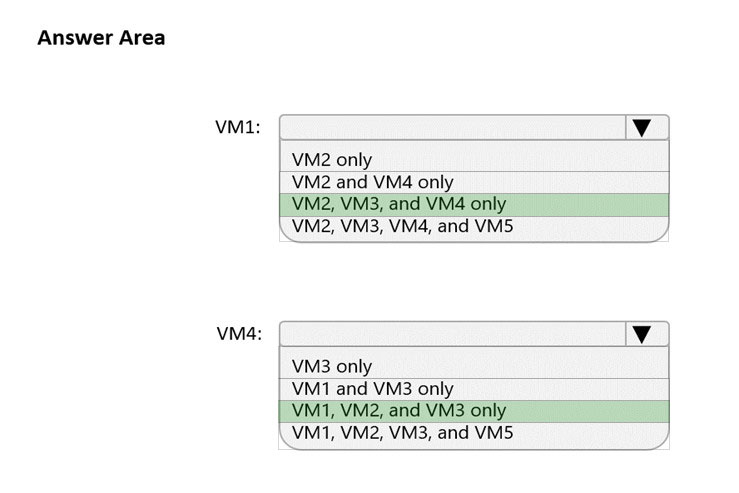 Answer Area
VM1:
VM2 only
VM2 and VM4 only
VM2, VM3, and VM4 only
VM2, VM3, VM4, and VM5
VM4:
VM3 only
VM1 and VM3 only
VM1, VM2, and VM3 only
VM1, VM2, VM3, and VM5